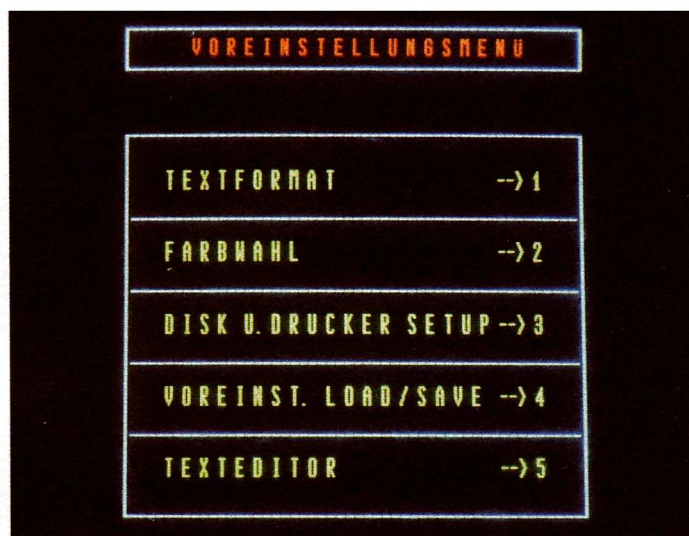 VOREINSTELLUNGSMENÜ
TEXTFORMAT --> 1
FARBWAHL --> 2
DISK U.DRUCKER SETUP --> 3
VOREINST. LOAD/SAVE --> 4
TEXTEDITOR --> 5